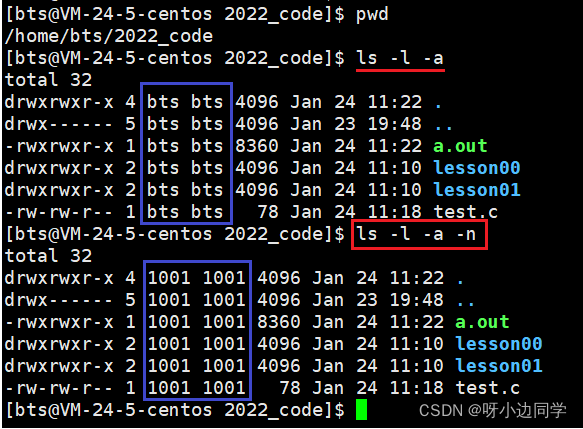 [bts@VM-24-5-centos 2022_code]$ pwd
/home/bts/2022_code
[bts@VM-24-5-centos 2022_code]$ ls -l -a
total 32
drwxrwxr-x 4 bts bts 4096 Jan 24 11:22 .
drwx------ 5 bts bts 4096 Jan 23 19:48 ..
-rwxrwxr-x 1 bts bts 8360 Jan 24 11:22 a.out
drwxrwxr-x 2 bts bts 4096 Jan 24 11:10 lesson00
drwxrwxr-x 2 bts bts 4096 Jan 24 11:10 lesson01
-rw-rw-r-- 1 bts bts   78 Jan 24 11:18 test.c
[bts@VM-24-5-centos 2022_code]$ ls -l -a -n
total 32
drwxrwxr-x 4 1001 1001 4096 Jan 24 11:22 .
drwx------ 5 1001 1001 4096 Jan 23 19:48 ..
-rwxrwxr-x 1 1001 1001 8360 Jan 24 11:22 a.out
drwxrwxr-x 2 1001 1001 4096 Jan 24 11:10 lesson00
drwxrwxr-x 2 1001 1001 4096 Jan 24 11:10 lesson01
-rw-rw-r-- 1 1001 1001   78 Jan 24 11:18 test.c
[bts@VM-24-5-centos 2022_code]$
CSDN @呀小边同学